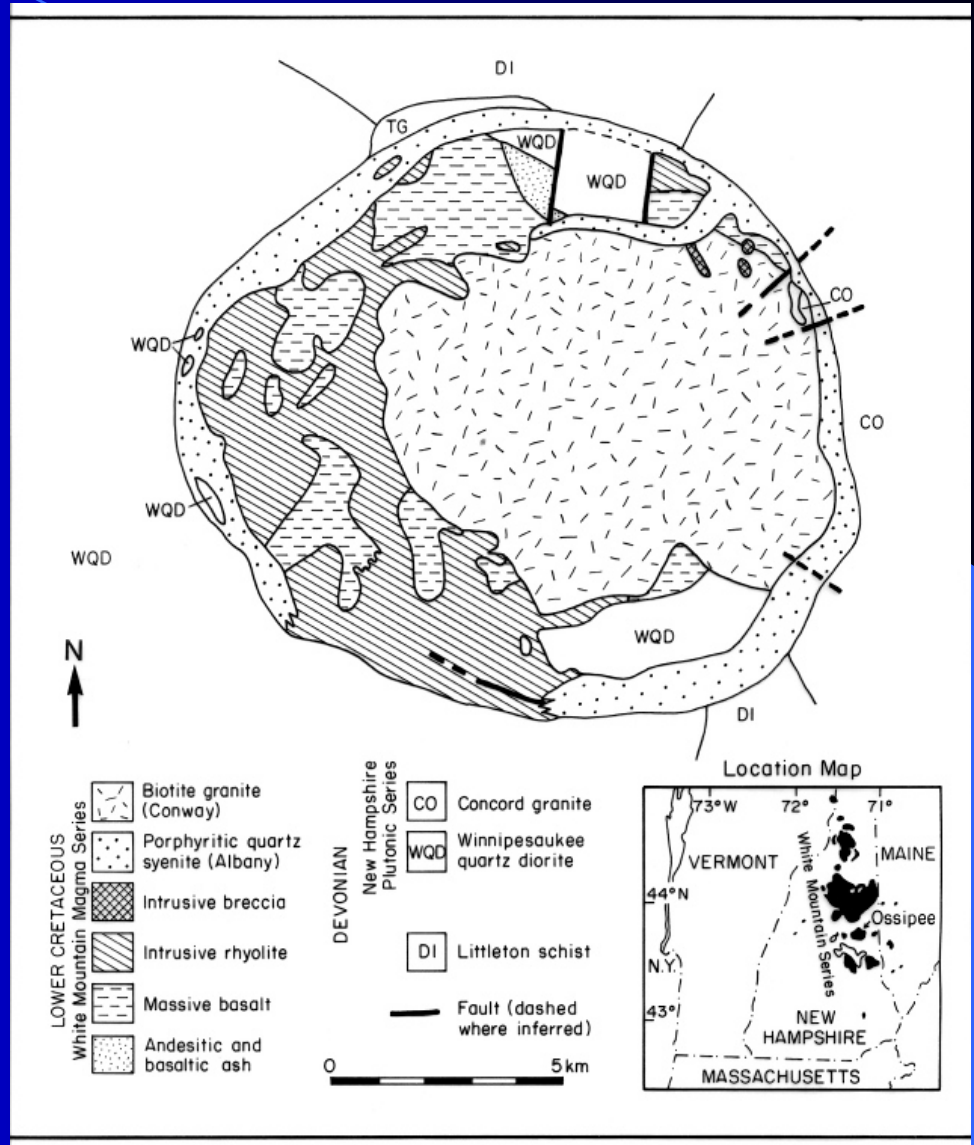 DI
TG
WQD
WQD
CO
WQD
CO
WQD
WQD
WQD
DI
N
LOWER CRETACEOUS
White Mountain Magma Series
Biotite granite
(Conway)
Porphyritic quartz
syenite (Albany)
Intrusive breccia
Intrusive rhyolite
Massive basalt
Andesitic and
basaltic ash
DEVONIAN
New Hampshire
Plutonic Series
CO Concord granite
WQD Winnipesaukee
quartz diorite
DI Littleton schist
Fault (dashed
where inferred)
0 5km
Location Map
73°W 72° 71°
VERMONT
MAINE
White Mountain Series
44°N
Ossipee
N.Y.
43°
NEW
HAMPSHIRE
MASSACHUSETTS